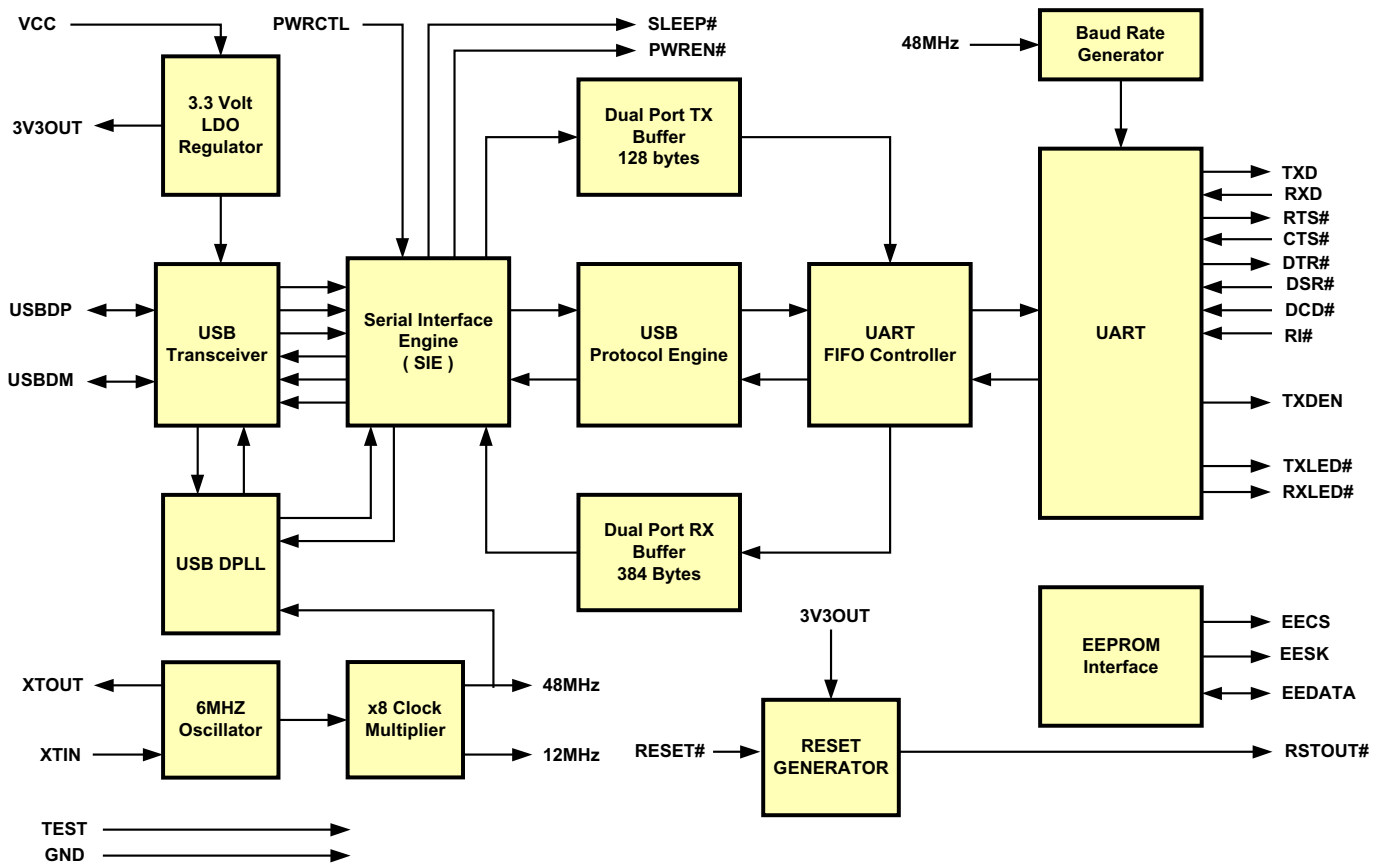 VCC
PWRCTL
SLEEP#
PWREN#
48MHz
Baud Rate
Generator
3.3 Volt
LDO
Regulator
3V3OUT
Dual Port TX
Buffer
128 bytes
TXD
RXD
RTS#
CTS#
DTR#
DSR#
DCD#
RI#
TXDEN
TXLED#
RXLED#
USBDP
USBDM
USB
Transceiver
Serial Interface
Engine
( SIE )
USB
Protocol Engine
UART
FIFO Controller
UART
USB DPLL
Dual Port RX
Buffer
384 Bytes
3V3OUT
EEPROM
Interface
EECS
EESK
EEDATA
XTOUT
XTIN
6MHZ
Oscillator
x8 Clock
Multiplier
48MHz
12MHz
RESET#
RESET
GENERATOR
RSTOUT#
TEST
GND